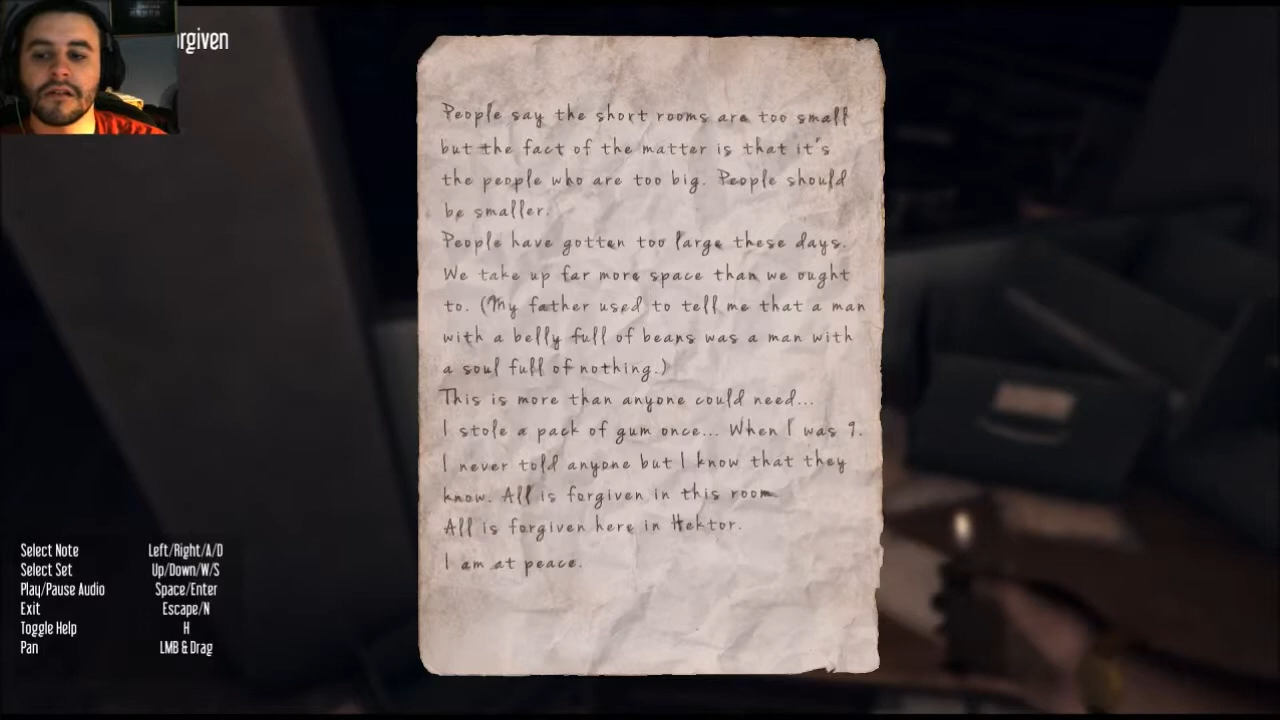 rgiven
People say the short rooms are too small
but the fact of the matter is that it's
the people who are too big. People should
be smaller.
People have gotten too large these days.
We take up far more space than we ought
to. (My father used to tell me that a man
with a belly full of beans was a man with
a soul full of nothing.)
This is more than anyone could need...
I stole a pack of gum once... When I was 9.
I never told anyone but I know that they
know. All is forgiven in this room
All is forgiven here in Hektor.
I am at peace.
Select Note Left/Right/A/D
Select Set Up/Down/W/S
Play/Pause Audio Space/Enter
Exit Escape/N
Toggle Help H
Pan LMB & Drag